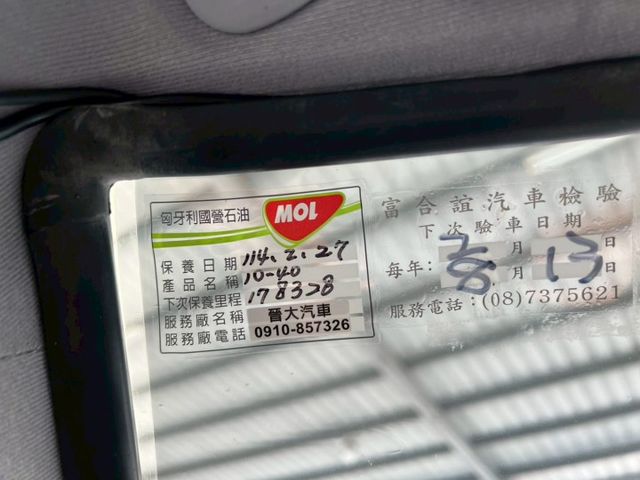 匈牙利國營石油
MOL
保養日期 114.2.27
產品名稱 10-40
下次保養里程 178328
服務廠名稱 晉大汽車
服務廠電話 0910-857326
富合誼汽車檢驗
下次驗車日期
每年: 2/8 月 月 13 日 日
服務電話:(08)7375621